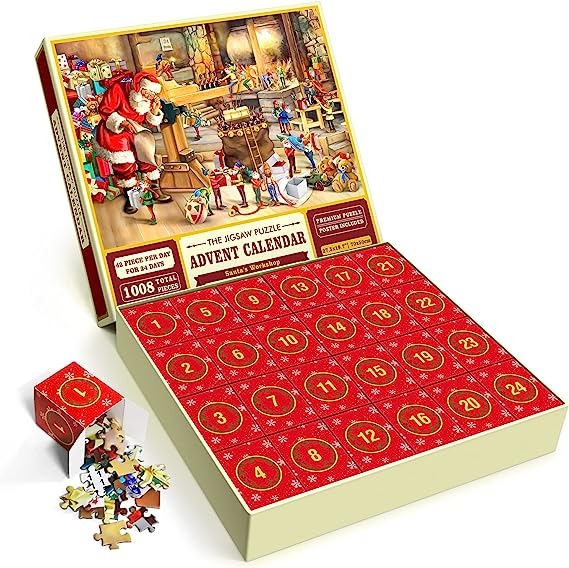 THE JIGSAW PUZZLE
ADVENT CALENDAR
Santa's Workshop
42 PIECE PER DAY
FOR 24 DAYS
1008 TOTAL
PIECES
PREMIUM PUZZLE
POSTER INCLUDED
1 5 9 13 17 21
2 6 10 14 18 22
3 7 11 15 19 23
4 8 12 16 20 24
1
1